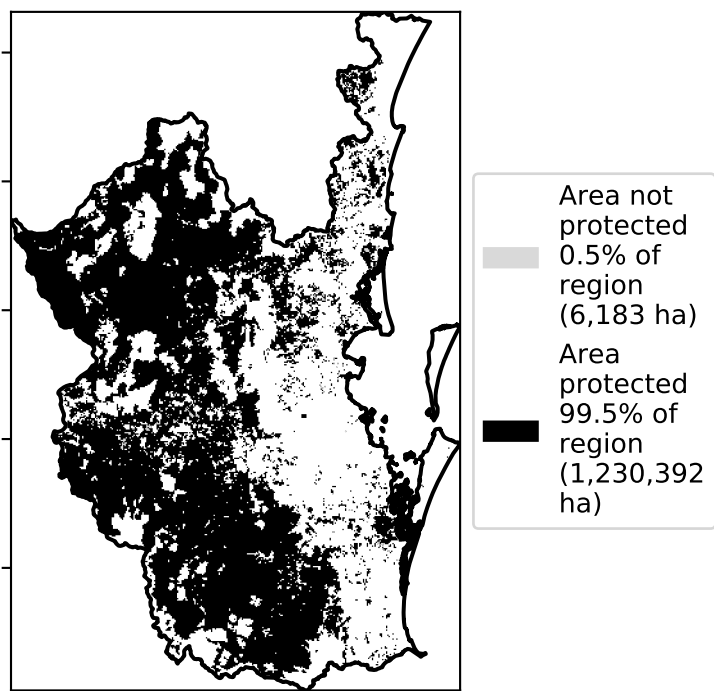 Area not
protected
0.5% of
region
(6,183 ha)
Area
protected
99.5% of
region
(1,230,392
ha)